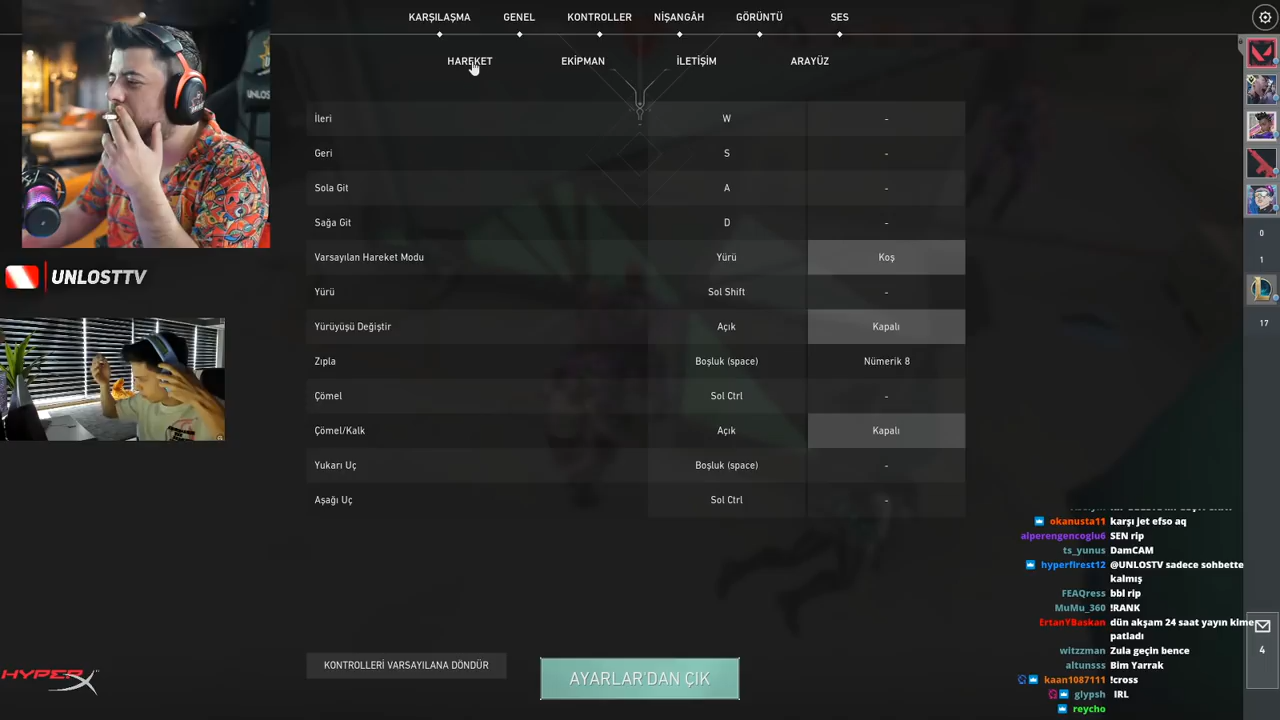 KARŞILAŞMA GENEL KONTROLLER NİŞANGÂH GÖRÜNTÜ SES
HAREKET EKİPMAN İLETİŞİM ARAYÜZ
İleri W -
Geri S -
Sola Git A -
Sağa Git D -
Varsayılan Hareket Modu Yürü Koş
Yürü Sol Shift -
Yürüyüşü Değiştir Açık Kapalı
Zıpla Boşluk (space) Nümerik 8
Çömel Sol Ctrl -
Çömel/Kalk Açık Kapalı
Yukarı Uç Boşluk (space) -
Aşağı Uç Sol Ctrl -
KONTROLLERİ VARSAYILANA DÖNDÜR
AYARLAR'DAN ÇIK
UNLOSTTV
HYPERX
0
1
17
4
okanusta11 karşı jet efso aq
alperengencoglu6 SEN rip
ts_yunus DamCAM
hyperfirest12 @UNLOSTV sadece sohbette
kalmış
FEAQress bbl rip
MuMu_360 !RANK
ErtanYBaskan dün akşam 24 saat yayın kime
patladı
witzzman Zula geçin bence
altunsss Bim Yarrak
kaan1087111 !cross
glypsh IRL
reycho